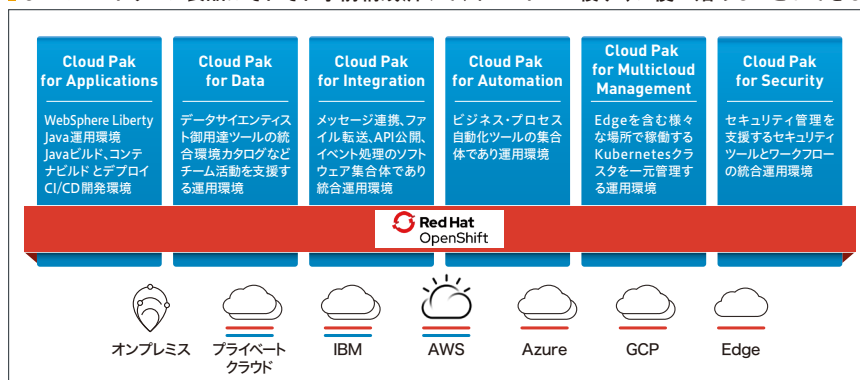 Cloud Pak
for Applications
WebSphere Liberty
Java運用環境
Javaビルド、コンテ
ナビルドとデプロイ
CI/CD開発環境
Cloud Pak
for Data
データサイエンティス
ト御用達ツールの統
合環境カタログなど
チーム活動を支援す
る運用環境
Cloud Pak
for Integration
メッセージ連携、ファ
イル転送、API公開、
イベント処理のソフト
ウェア集合体であり
統合運用環境
Cloud Pak
for Automation
ビジネス・プロセス
自動化ツールの集合
体であり運用環境
Cloud Pak
for Multicloud
Management
Edgeを含む様々
な場所で稼働する
Kubernetesクラ
スタを一元管理す
る運用環境
Cloud Pak
for Security
セキュリティ管理を
支援するセキュリティ
ツールとワークフロー
の統合運用環境
Red Hat
OpenShift
オンプレミス
プライベート
クラウド
IBM
AWS
Azure
GCP
Edge